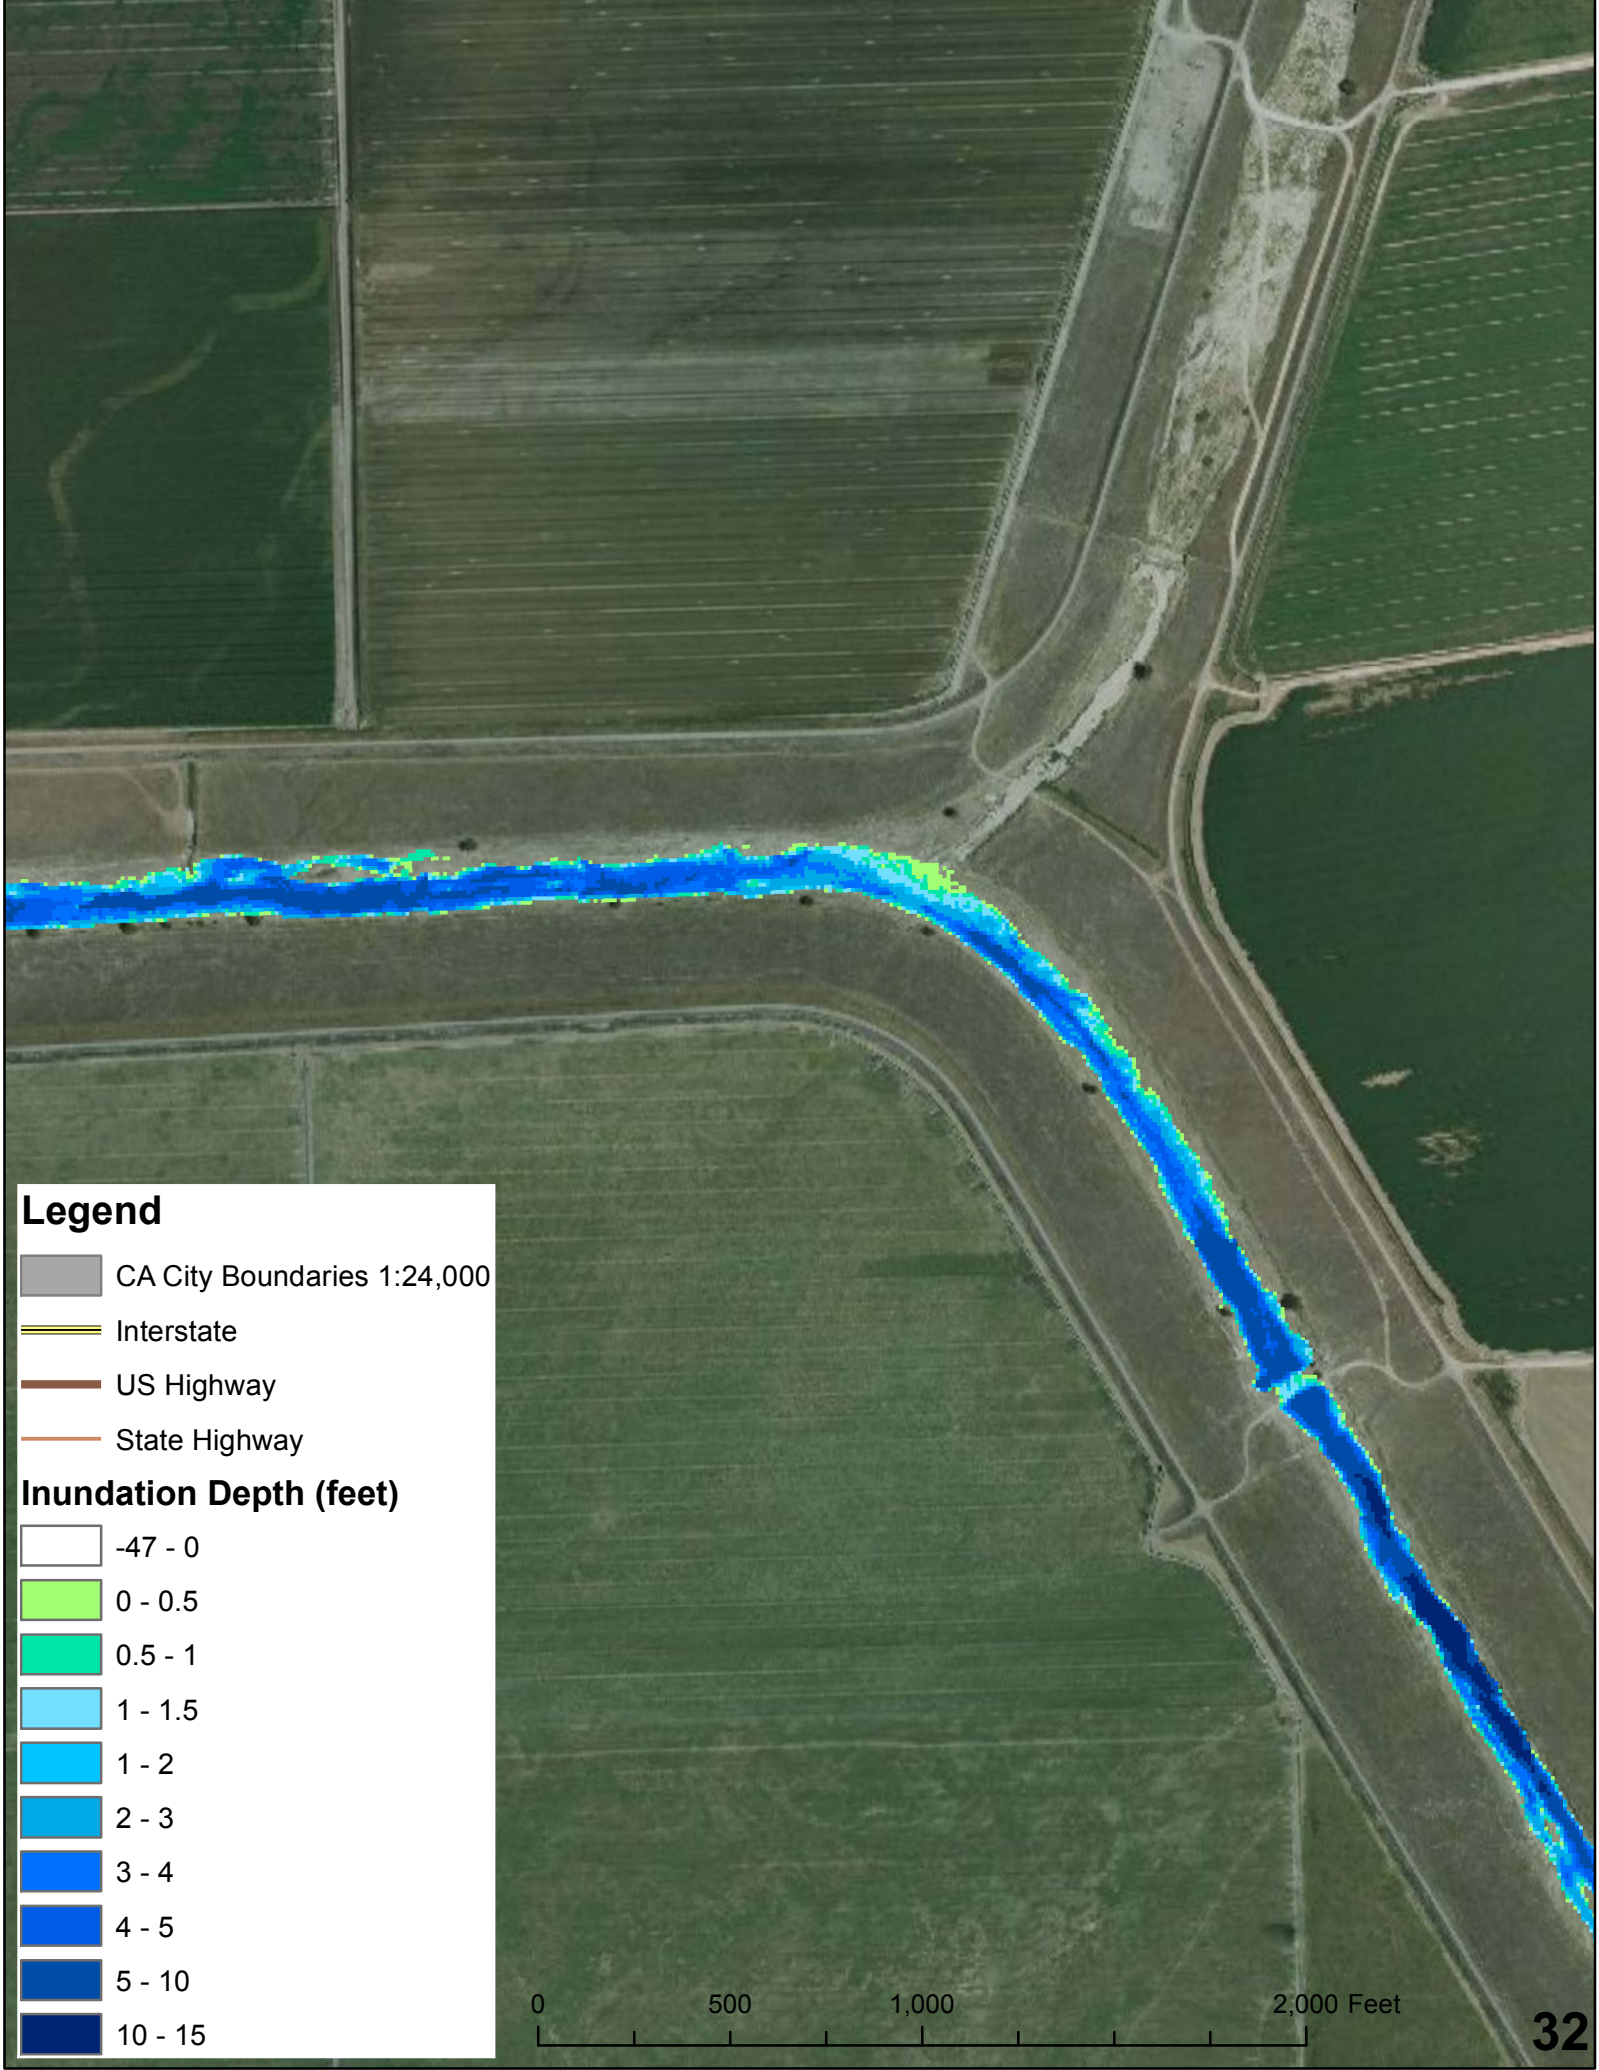 Legend
CA City Boundaries 1:24,000
Interstate
US Highway
State Highway
Inundation Depth (feet)
-47 - 0
0 - 0.5
0.5 - 1
1 - 1.5
1 - 2
2 - 3
3 - 4
4 - 5
5 - 10
10 - 15
0 500 1,000 2,000 Feet
32